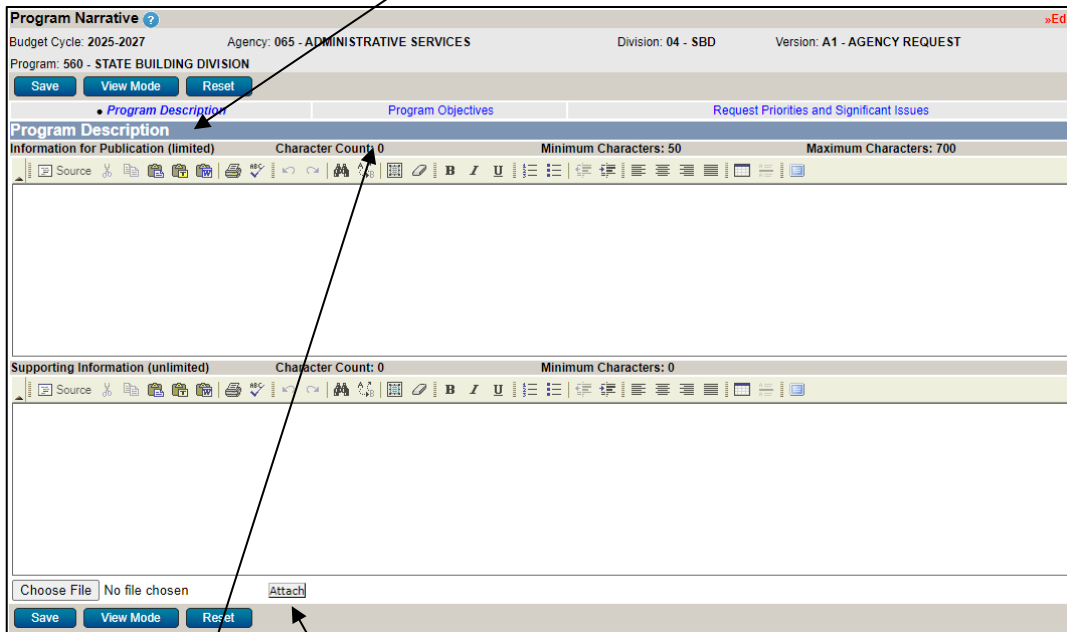 Program Narrative ? »Ed
Budget Cycle: 2025-2027 Agency: 065 - ADMINISTRATIVE SERVICES Division: 04 - SBD Version: A1 - AGENCY REQUEST
Program: 560 - STATE BUILDING DIVISION
Save View Mode Reset
• Program Description Program Objectives Request Priorities and Significant Issues
Program Description
Information for Publication (limited) Character Count: 0 Minimum Characters: 50 Maximum Characters: 700
Source ABC B I U
Supporting Information (unlimited) Character Count: 0 Minimum Characters: 0
Source ABC B I U
Choose File No file chosen Attach
Save View Mode Reset